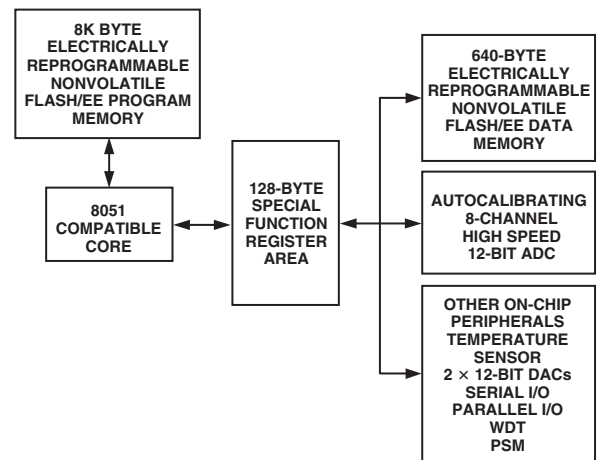 8K BYTE
ELECTRICALLY
REPROGRAMMABLE
NONVOLATILE
FLASH/EE PROGRAM
MEMORY
8051
COMPATIBLE
CORE
128-BYTE
SPECIAL
FUNCTION
REGISTER
AREA
640-BYTE
ELECTRICALLY
REPROGRAMMABLE
NONVOLATILE
FLASH/EE DATA
MEMORY
AUTOCALIBRATING
8-CHANNEL
HIGH SPEED
12-BIT ADC
OTHER ON-CHIP
PERIPHERALS
TEMPERATURE
SENSOR
2 × 12-BIT DACs
SERIAL I/O
PARALLEL I/O
WDT
PSM